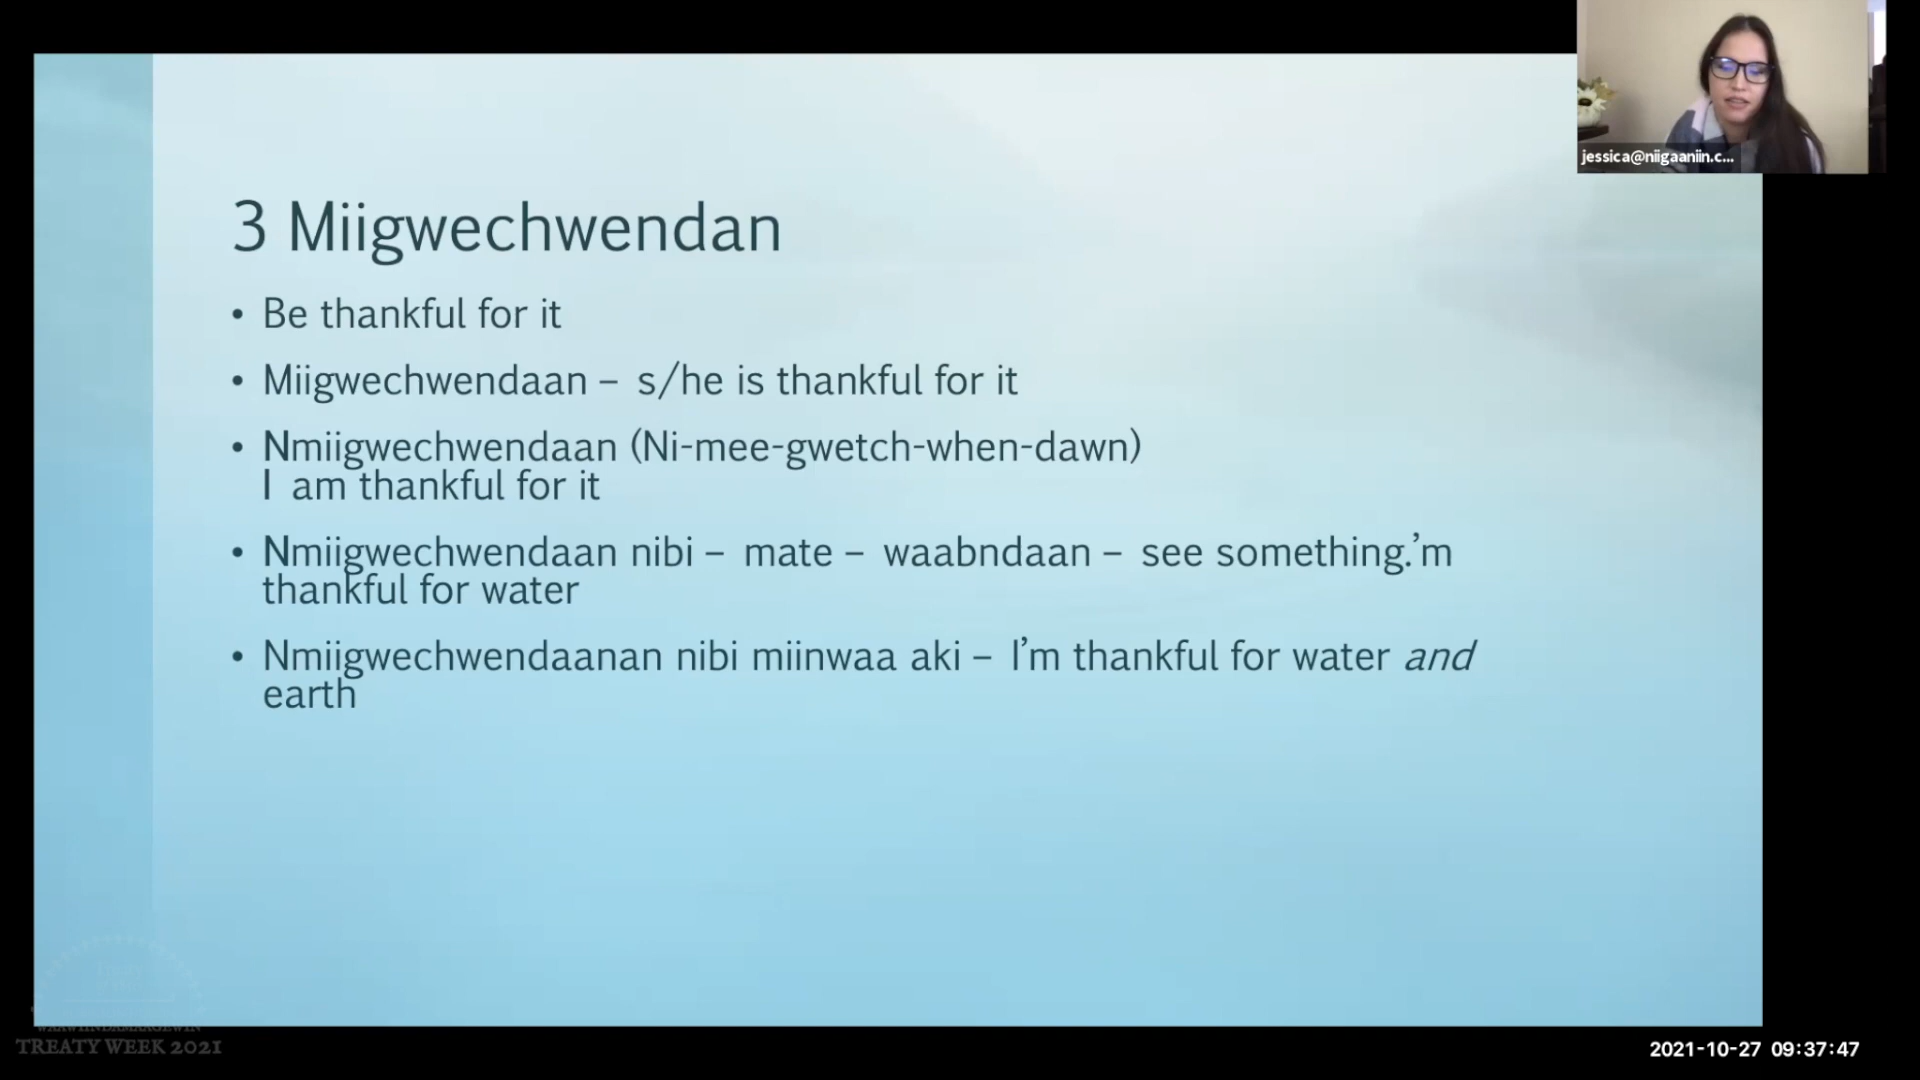 jessica@niigaaniin.c...
3 Miigwechwendan
• Be thankful for it
• Miigwechwendaan – s/he is thankful for it
• Nmiigwechwendaan (Ni-mee-gwetch-when-dawn)
I am thankful for it
• Nmiigwechwendaan nibi – mate – waabndaan – see something.’m
thankful for water
• Nmiigwechwendaanan nibi miinwaa aki – I’m thankful for water and
earth
TREATY WEEK 2021
2021-10-27 09:37:47